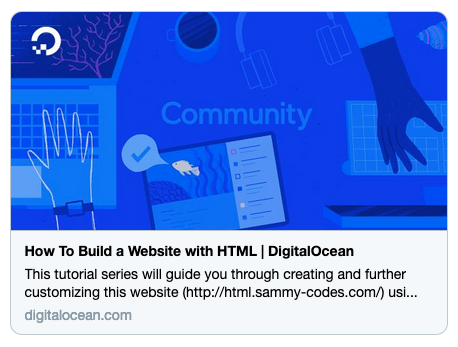 Community
How To Build a Website with HTML | DigitalOcean
This tutorial series will guide you through creating and further
customizing this website (http://html.sammy-codes.com/) usi...
digitalocean.com